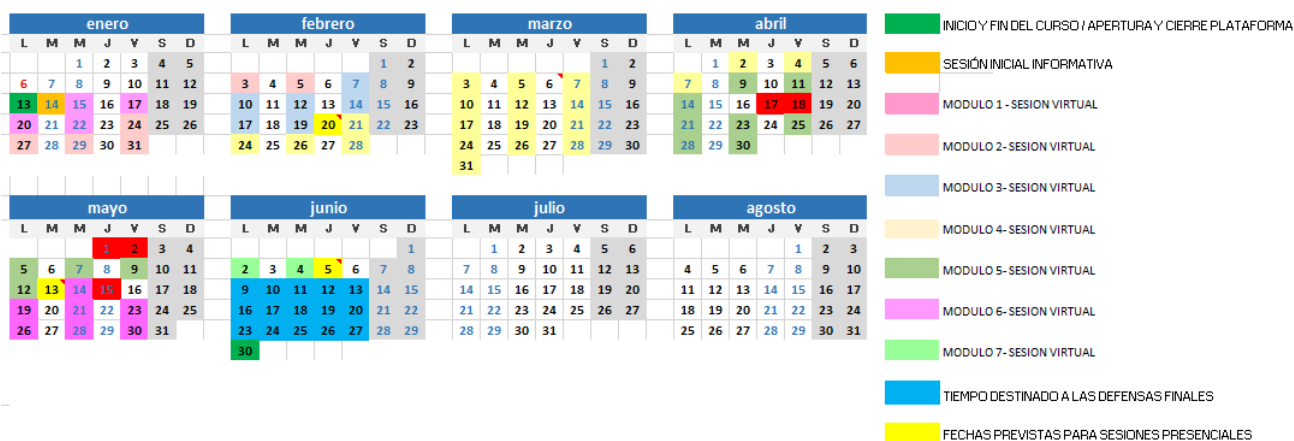 enero
L M M J V S D
1 2 3 4 5
6 7 8 9 10 11 12
13 14 15 16 17 18 19
20 21 22 23 24 25 26
27 28 29 30 31
febrero
L M M J V S D
1 2
3 4 5 6 7 8 9
10 11 12 13 14 15 16
17 18 19 20 21 22 23
24 25 26 27 28
marzo
L M M J V S D
1 2
3 4 5 6 7 8 9
10 11 12 13 14 15 16
17 18 19 20 21 22 23
24 25 26 27 28 29 30
31
abril
L M M J V S D
1 2 3 4 5 6
7 8 9 10 11 12 13
14 15 16 17 18 19 20
21 22 23 24 25 26 27
28 29 30
mayo
L M M J V S D
1 2 3 4
5 6 7 8 9 10 11
12 13 14 15 16 17 18
19 20 21 22 23 24 25
26 27 28 29 30 31
junio
L M M J V S D
1
2 3 4 5 6 7 8
9 10 11 12 13 14 15
16 17 18 19 20 21 22
23 24 25 26 27 28 29
30
julio
L M M J V S D
1 2 3 4 5 6
7 8 9 10 11 12 13
14 15 16 17 18 19 20
21 22 23 24 25 26 27
28 29 30 31
agosto
L M M J V S D
1 2 3
4 5 6 7 8 9 10
11 12 13 14 15 16 17
18 19 20 21 22 23 24
25 26 27 28 29 30 31
INICIO Y FIN DEL CURSO / APERTURA Y CIERRE PLATAFORMA
SESIÓN INICIAL INFORMATIVA
MODULO 1 - SESION VIRTUAL
MODULO 2- SESION VIRTUAL
MODULO 3- SESION VIRTUAL
MODULO 4- SESION VIRTUAL
MODULO 5- SESION VIRTUAL
MODULO 6- SESION VIRTUAL
MODULO 7- SESION VIRTUAL
TIEMPO DESTINADO A LAS DEFENSAS FINALES
FECHAS PREVISTAS PARA SESIONES PRESENCIALES